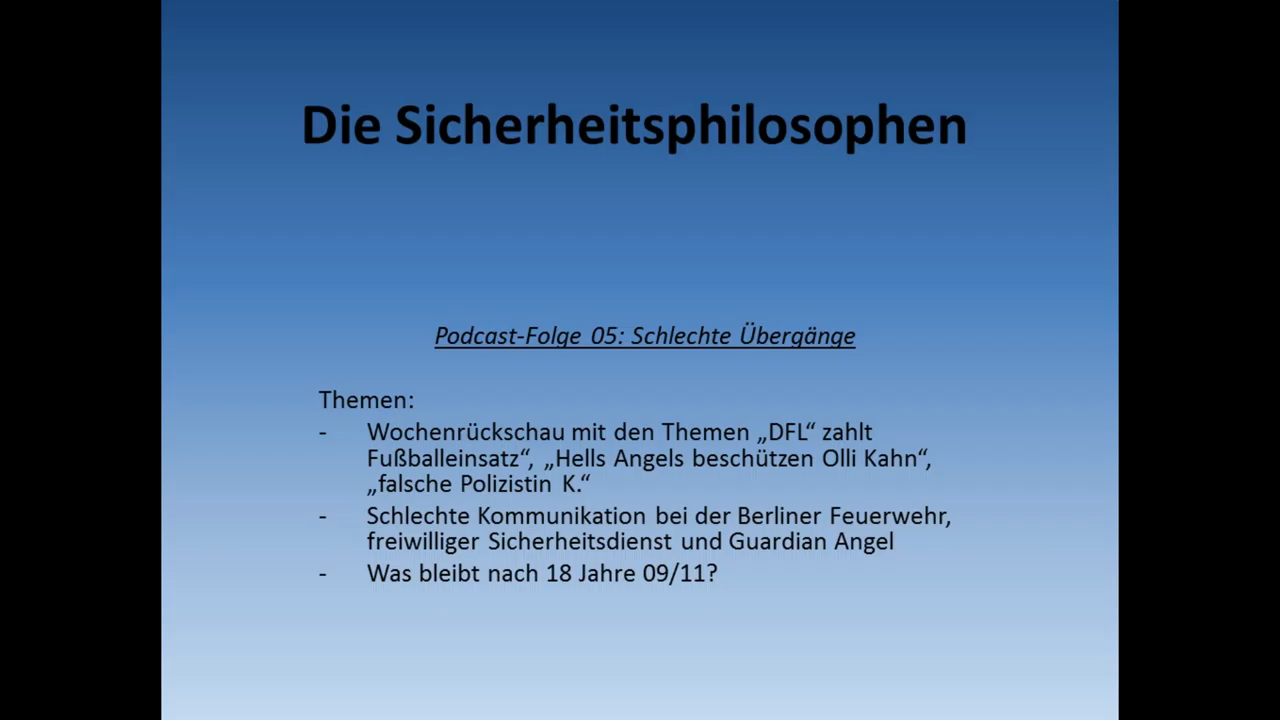 Die Sicherheitsphilosophen
Podcast-Folge 05: Schlechte Übergänge
Themen:
- Wochenrückschau mit den Themen „DFL“ zahlt
Fußballeinsatz“, „Hells Angels beschützen Olli Kahn“,
„falsche Polizistin K.“
- Schlechte Kommunikation bei der Berliner Feuerwehr,
freiwilliger Sicherheitsdienst und Guardian Angel
- Was bleibt nach 18 Jahre 09/11?